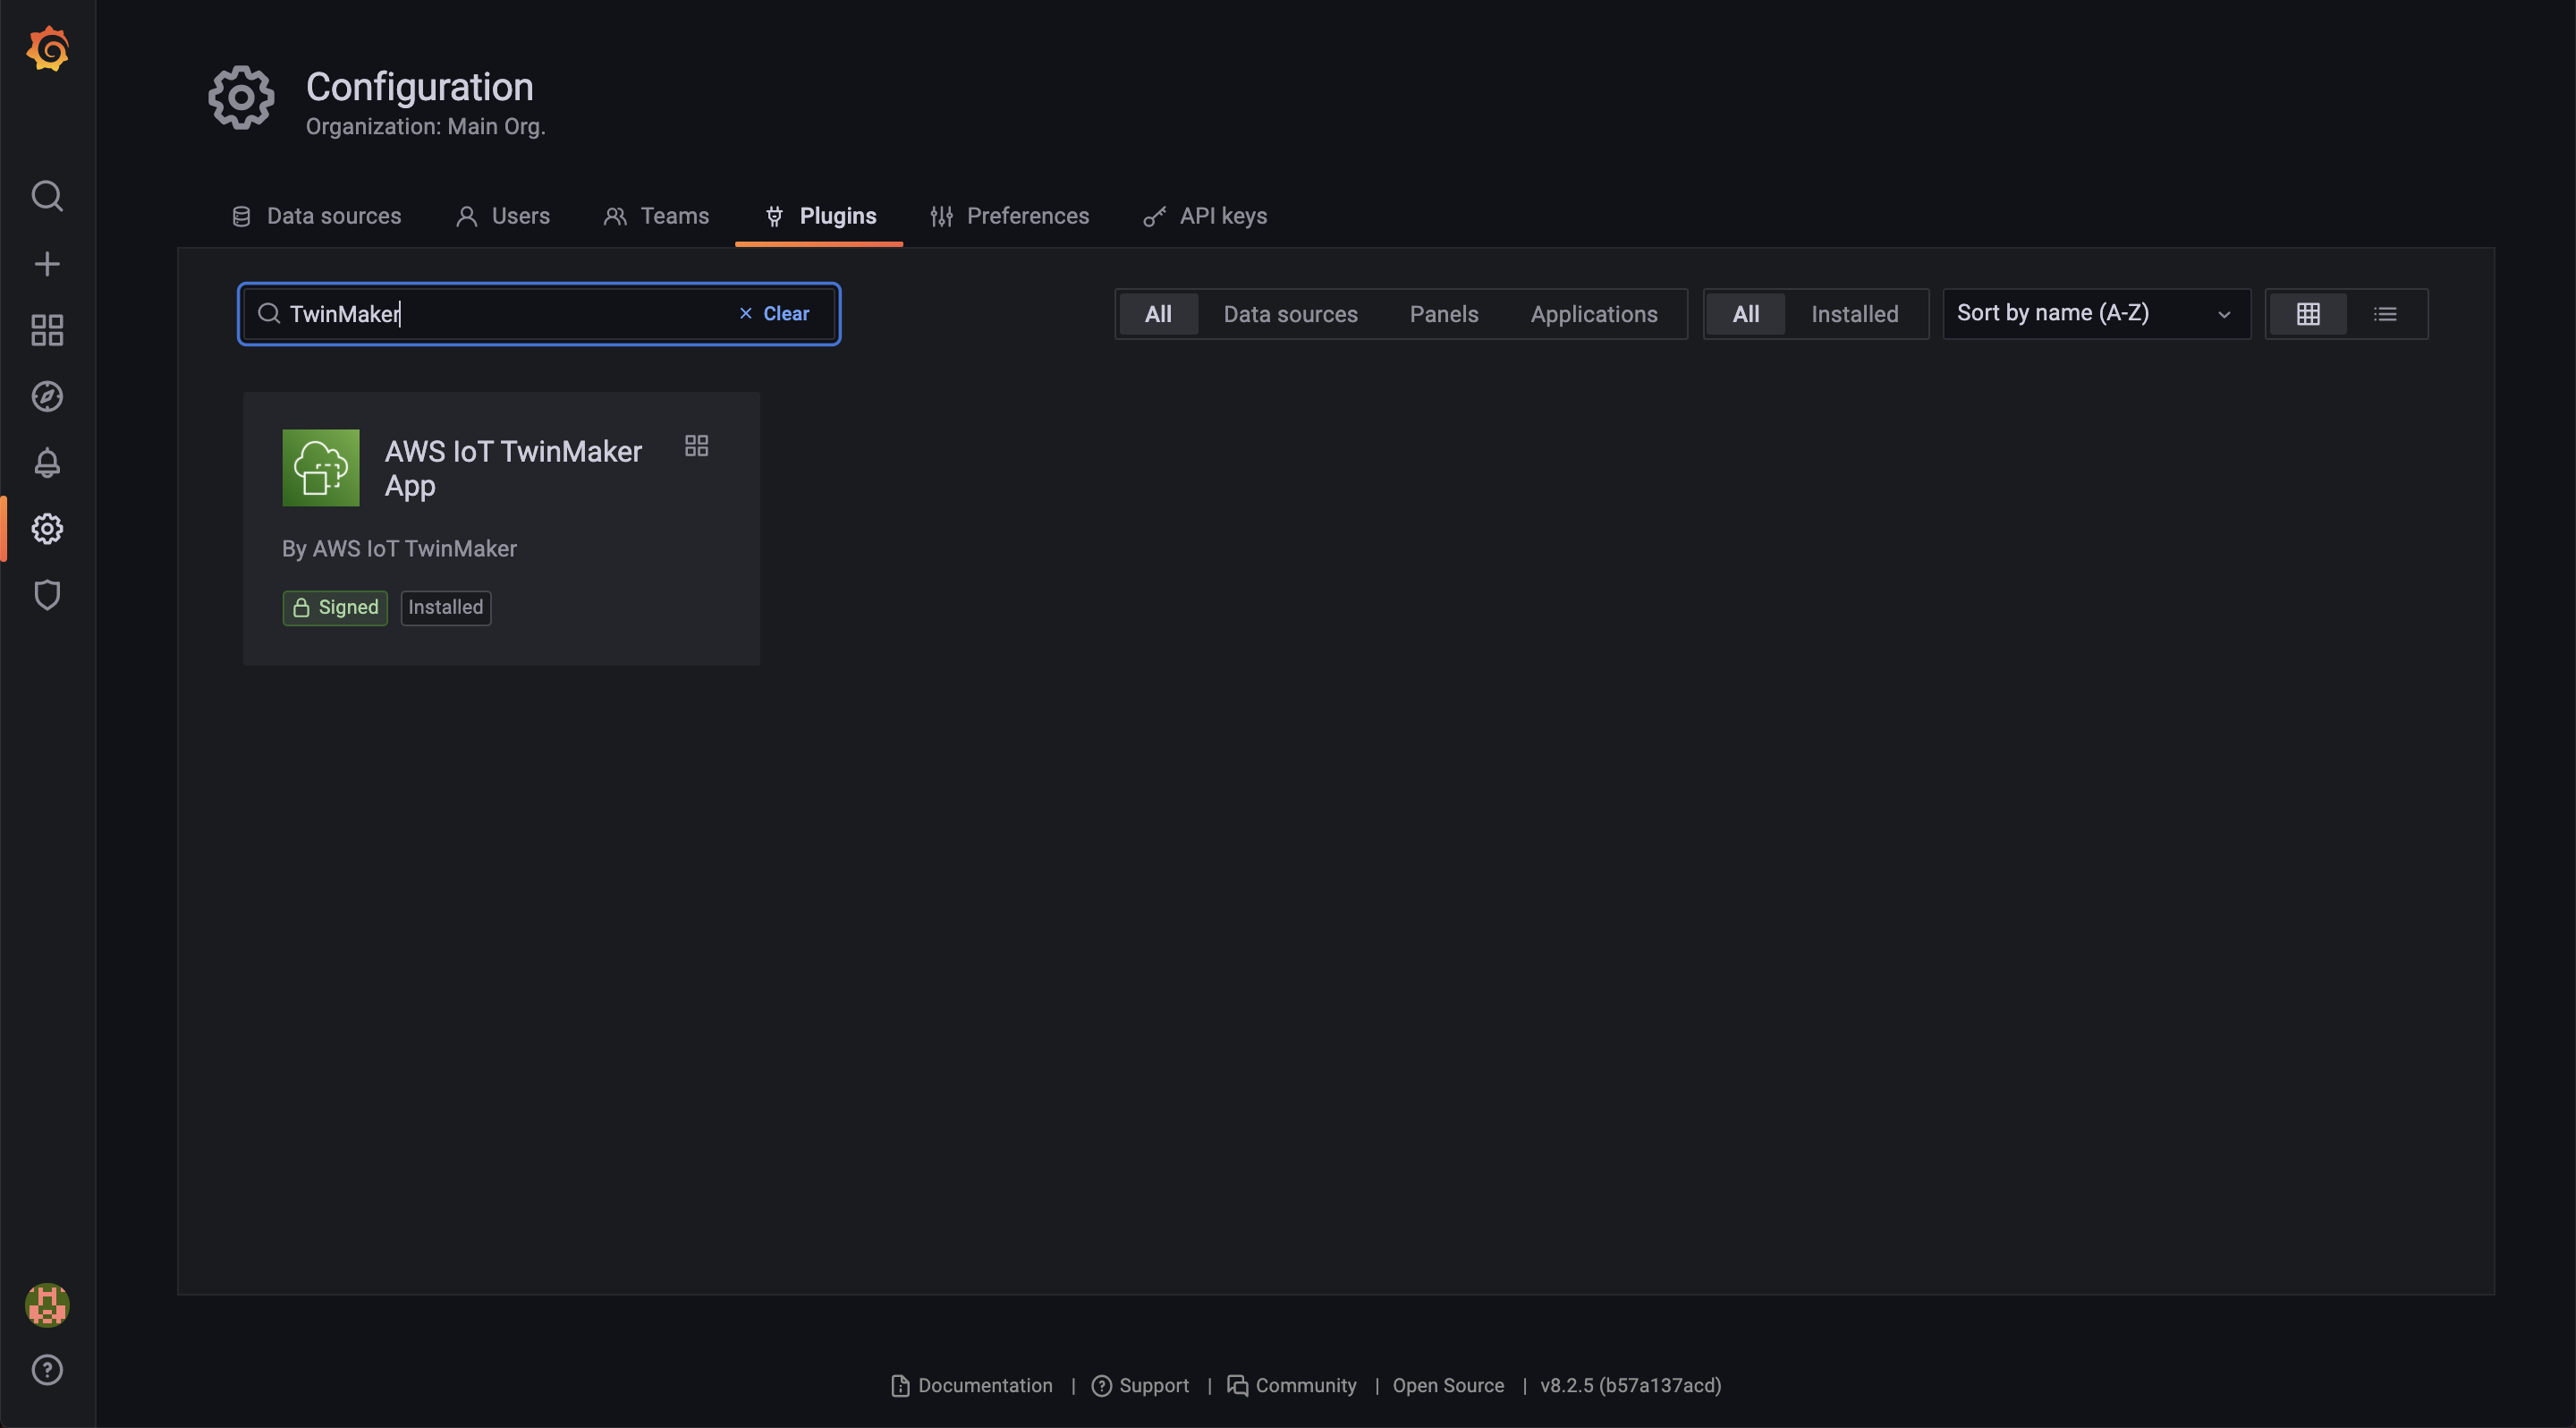 Configuration
Organization: Main Org.
Data sources
Users
Teams
Plugins
Preferences
API keys
TwinMaker
Clear
All
Data sources
Panels
Applications
All
Installed
Sort by name (A-Z)
AWS IoT TwinMaker
App
By AWS IoT TwinMaker
Signed
Installed
Documentation | Support | Community | Open Source | v8.2.5 (b57a137acd)